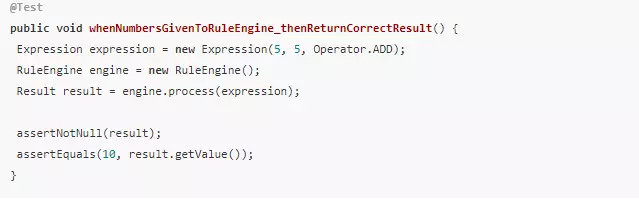 @Test
public void whenNumbersGivenToRuleEngine_thenReturnCorrectResult() {
Expression expression = new Expression(5, 5, Operator.ADD);
RuleEngine engine = new RuleEngine();
Result result = engine.process(expression);
assertNotNull(result);
assertEquals(10, result.getValue());
}